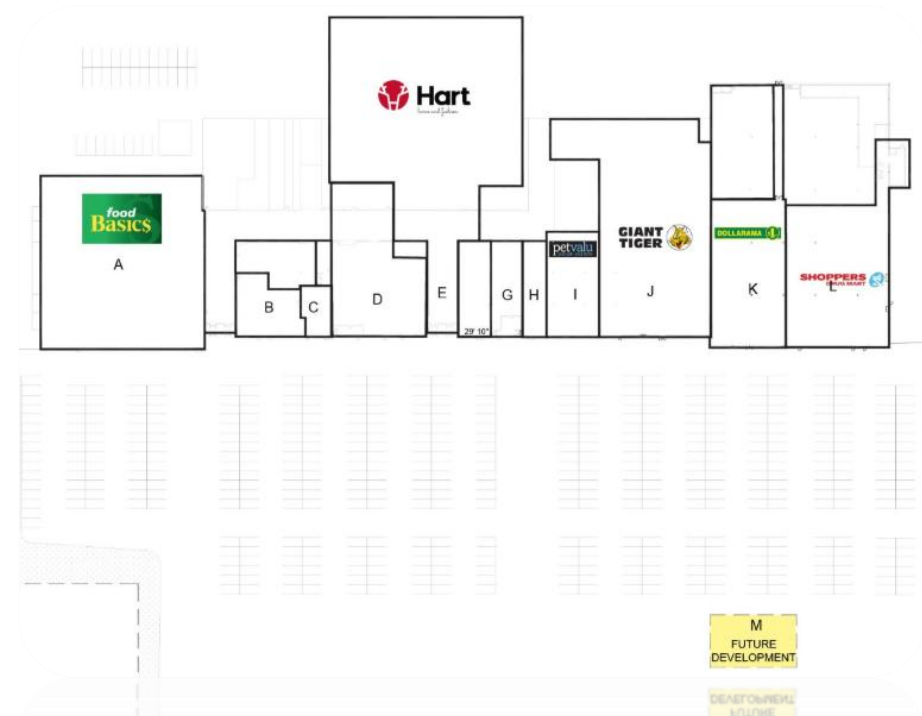 Hart
food
Basics
A
B
C
D
E
29' 10"
G
H
petvalu
I
GIANT
TIGER
J
DOLLARAMA
K
SHOPPERS
DRUG MART
L
M
FUTURE
DEVELOPMENT